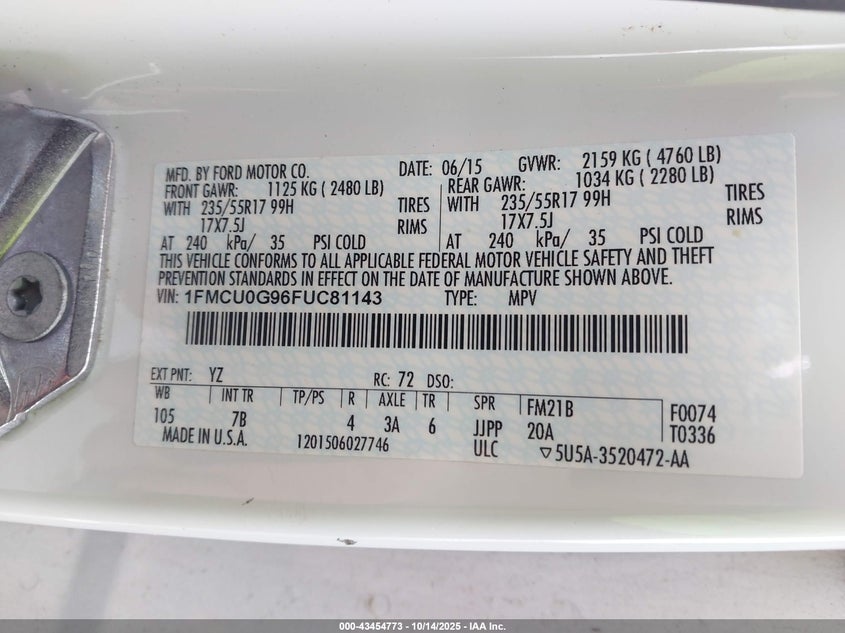 MFD. BY FORD MOTOR CO. DATE: 06/15 GVWR: 2159 KG ( 4760 LB)
FRONT GAWR: 1125 KG ( 2480 LB) REAR GAWR: 1034 KG ( 2280 LB)
WITH 235/55R17 99H TIRES WITH 235/55R17 99H TIRES
17X7.5J RIMS 17X7.5J RIMS
AT 240 kPa/ 35 PSI COLD AT 240 kPa/ 35 PSI COLD
THIS VEHICLE CONFORMS TO ALL APPLICABLE FEDERAL MOTOR VEHICLE SAFETY AND THEFT
PREVENTION STANDARDS IN EFFECT ON THE DATE OF MANUFACTURE SHOWN ABOVE.
VIN: 1FMCU0G96FUC81143 TYPE: MPV
EXT PNT: YZ RC: 72 DSO:
WB INT TR TP/PS R AXLE TR SPR FM21B F0074
105 7B 4 3A 6 JJPP 20A T0336
MADE IN U.S.A. 1201506027746 ULC ▽5U5A-3520472-AA
000-43454773 - 10/14/2025 - IAA Inc.